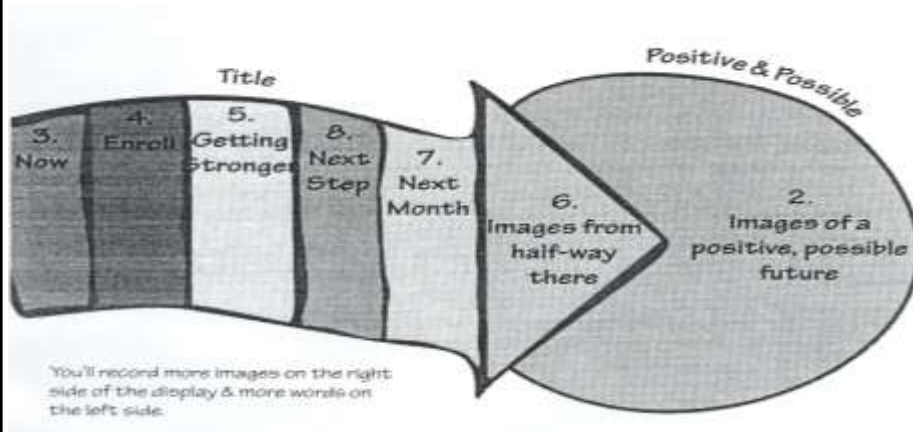 Title
Positive & Possible
3.
Now
4.
Enroll
5.
Getting
Stronger
8.
Next
Step
7.
Next
Month
6.
Images from
half-way
there
2.
Images of a
positive, possible
future
You'll record more images on the right
side of the display & more words on
the left side.